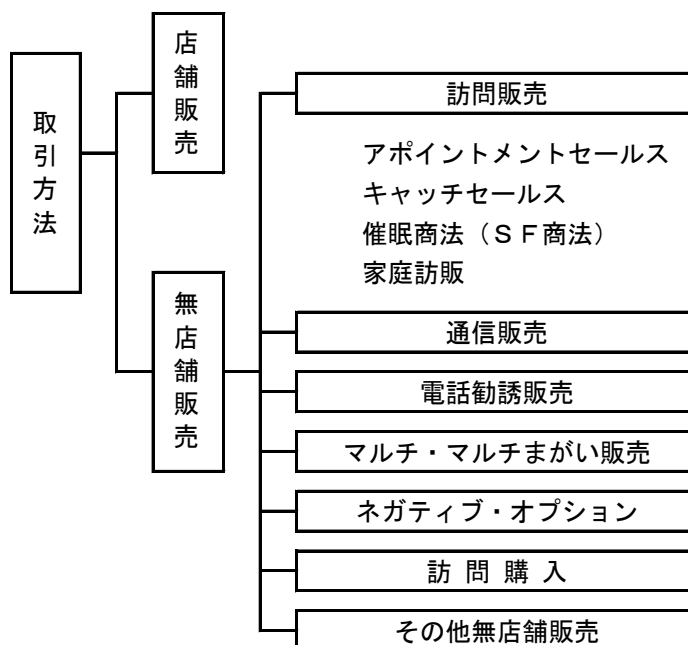 取引方法
店舗販売
無店舗販売
訪問販売
アポイントメントセールス
キャッチセールス
催眠商法（ＳＦ商法）
家庭訪販
通信販売
電話勧誘販売
マルチ・マルチまがい販売
ネガティブ・オプション
訪 問 購 入
その他無店舗販売